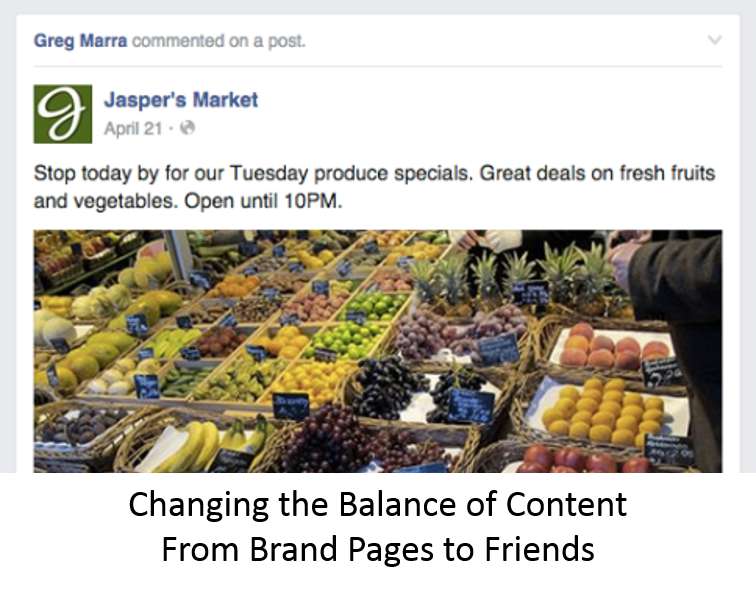 Greg Marra commented on a post.
Jasper's Market
April 21 ·
Stop today by for our Tuesday produce specials. Great deals on fresh fruits
and vegetables. Open until 10PM.
Changing the Balance of Content
From Brand Pages to Friends